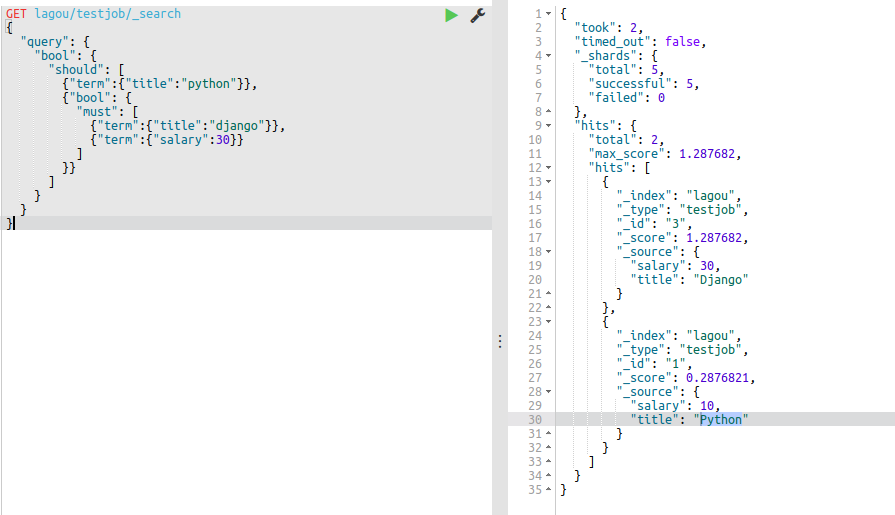 GET lagou/testjob/_search
{
  "query": {
    "bool": {
      "should": [
        {"term":{"title":"python"}},
        {"bool": {
          "must": [
            {"term":{"title":"django"}},
            {"term":{"salary":30}}
          ]
        }}
      ]
    }
  }
}
1 {
2   "took": 2,
3   "timed_out": false,
4   "_shards": {
5     "total": 5,
6     "successful": 5,
7     "failed": 0
8   },
9   "hits": {
10     "total": 2,
11     "max_score": 1.287682,
12     "hits": [
13       {
14         "_index": "lagou",
15         "_type": "testjob",
16         "_id": "3",
17         "_score": 1.287682,
18         "_source": {
19           "salary": 30,
20           "title": "Django"
21         }
22       },
23       {
24         "_index": "lagou",
25         "_type": "testjob",
26         "_id": "1",
27         "_score": 0.2876821,
28         "_source": {
29           "salary": 10,
30           "title": "Python"
31         }
32       }
33     ]
34   }
35 }